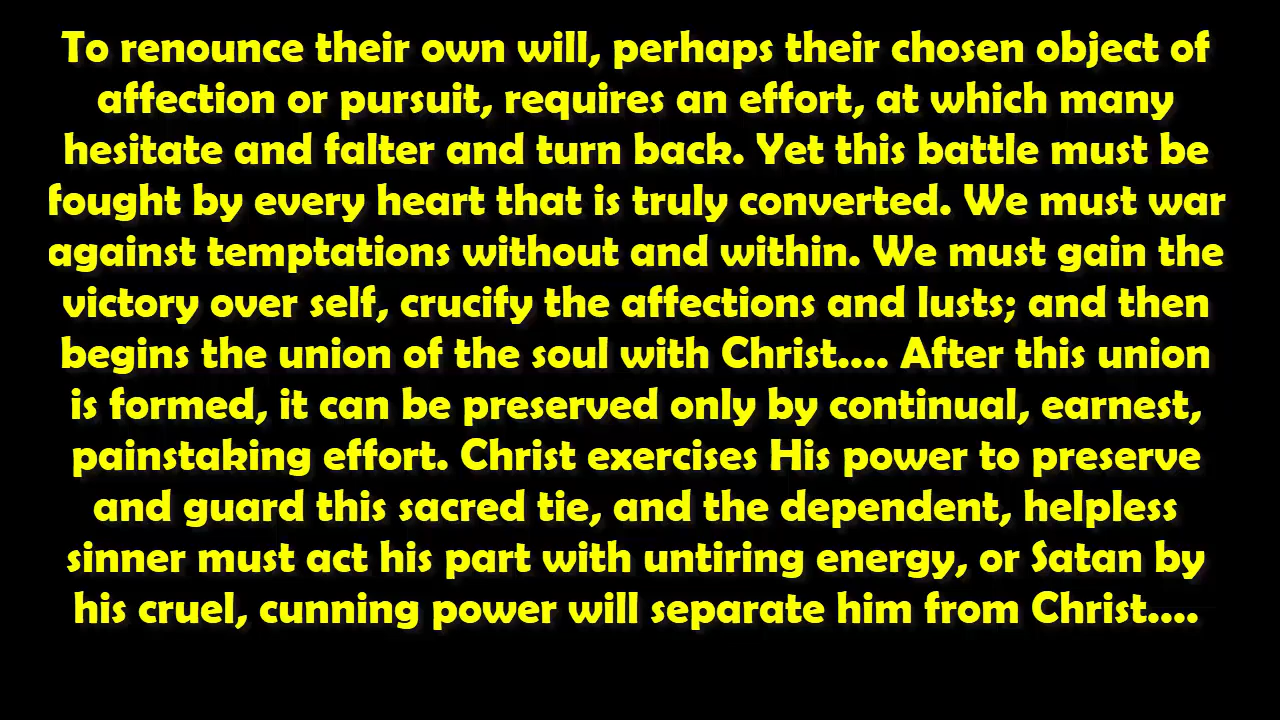 To renounce their own will, perhaps their chosen object of
affection or pursuit, requires an effort, at which many
hesitate and falter and turn back. Yet this battle must be
fought by every heart that is truly converted. We must war
against temptations without and within. We must gain the
victory over self, crucify the affections and lusts; and then
begins the union of the soul with Christ.... After this union
is formed, it can be preserved only by continual, earnest,
painstaking effort. Christ exercises His power to preserve
and guard this sacred tie, and the dependent, helpless
sinner must act his part with untiring energy, or Satan by
his cruel, cunning power will separate him from Christ....